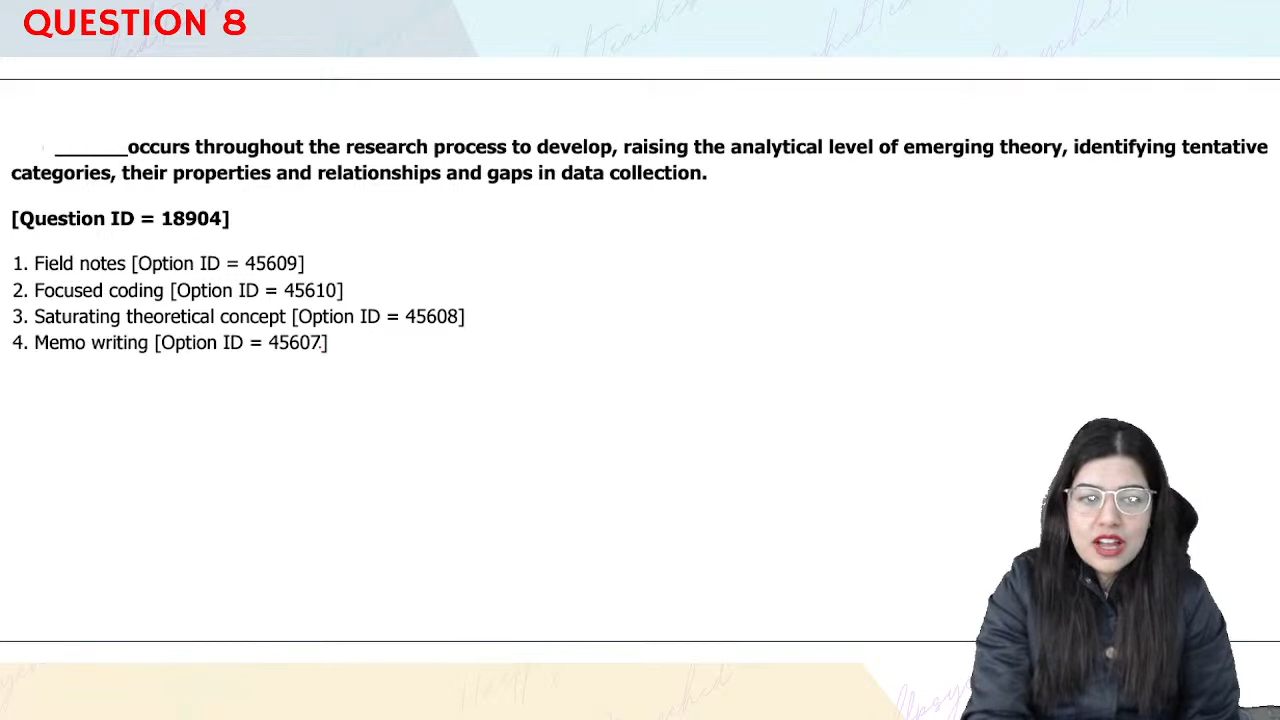 QUESTION 8
______occurs throughout the research process to develop, raising the analytical level of emerging theory, identifying tentative
categories, their properties and relationships and gaps in data collection.
[Question ID = 18904]
1. Field notes [Option ID = 45609]
2. Focused coding [Option ID = 45610]
3. Saturating theoretical concept [Option ID = 45608]
4. Memo writing [Option ID = 45607]